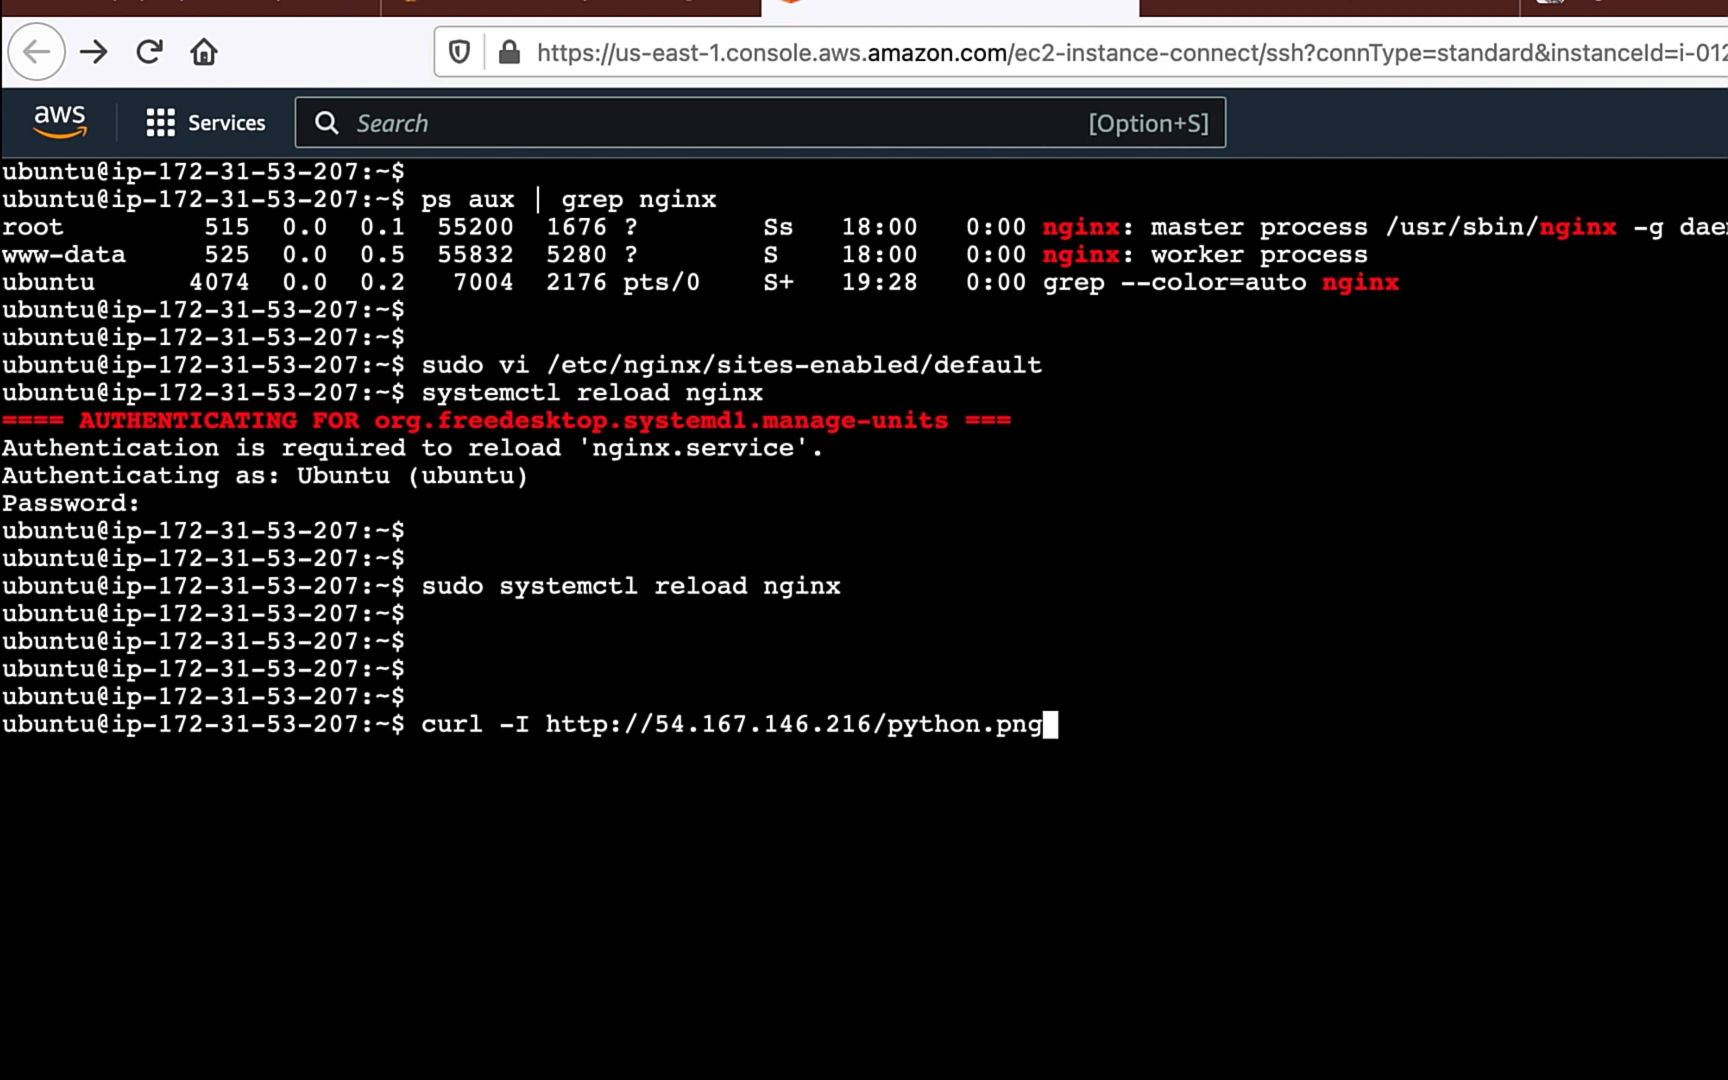 https://us-east-1.console.aws.amazon.com/ec2-instance-connect/ssh?connType=standard&instanceId=i-012
aws Services Search [Option+S]
ubuntu@ip-172-31-53-207:~$
ubuntu@ip-172-31-53-207:~$ ps aux | grep nginx
root 515 0.0 0.1 55200 1676 ? Ss 18:00 0:00 nginx: master process /usr/sbin/nginx -g dae
www-data 525 0.0 0.5 55832 5280 ? S 18:00 0:00 nginx: worker process
ubuntu 4074 0.0 0.2 7004 2176 pts/0 S+ 19:28 0:00 grep --color=auto nginx
ubuntu@ip-172-31-53-207:~$
ubuntu@ip-172-31-53-207:~$
ubuntu@ip-172-31-53-207:~$ sudo vi /etc/nginx/sites-enabled/default
ubuntu@ip-172-31-53-207:~$ systemctl reload nginx
==== AUTHENTICATING FOR org.freedesktop.systemd1.manage-units ===
Authentication is required to reload 'nginx.service'.
Authenticating as: Ubuntu (ubuntu)
Password:
ubuntu@ip-172-31-53-207:~$
ubuntu@ip-172-31-53-207:~$
ubuntu@ip-172-31-53-207:~$ sudo systemctl reload nginx
ubuntu@ip-172-31-53-207:~$
ubuntu@ip-172-31-53-207:~$
ubuntu@ip-172-31-53-207:~$
ubuntu@ip-172-31-53-207:~$
ubuntu@ip-172-31-53-207:~$ curl -I http://54.167.146.216/python.png